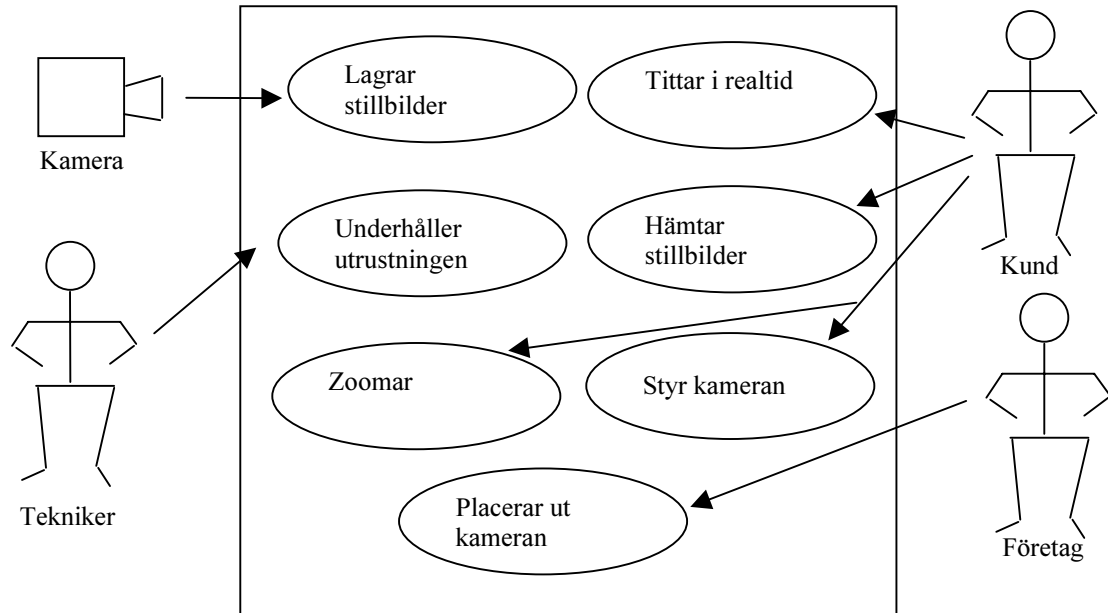 Lagrar
stillbilder
Tittar i realtid
Kamera
Underhåller
utrustningen
Hämtar
stillbilder
Kund
Zoomar
Styr kameran
Tekniker
Placerar ut
kameran
Företag